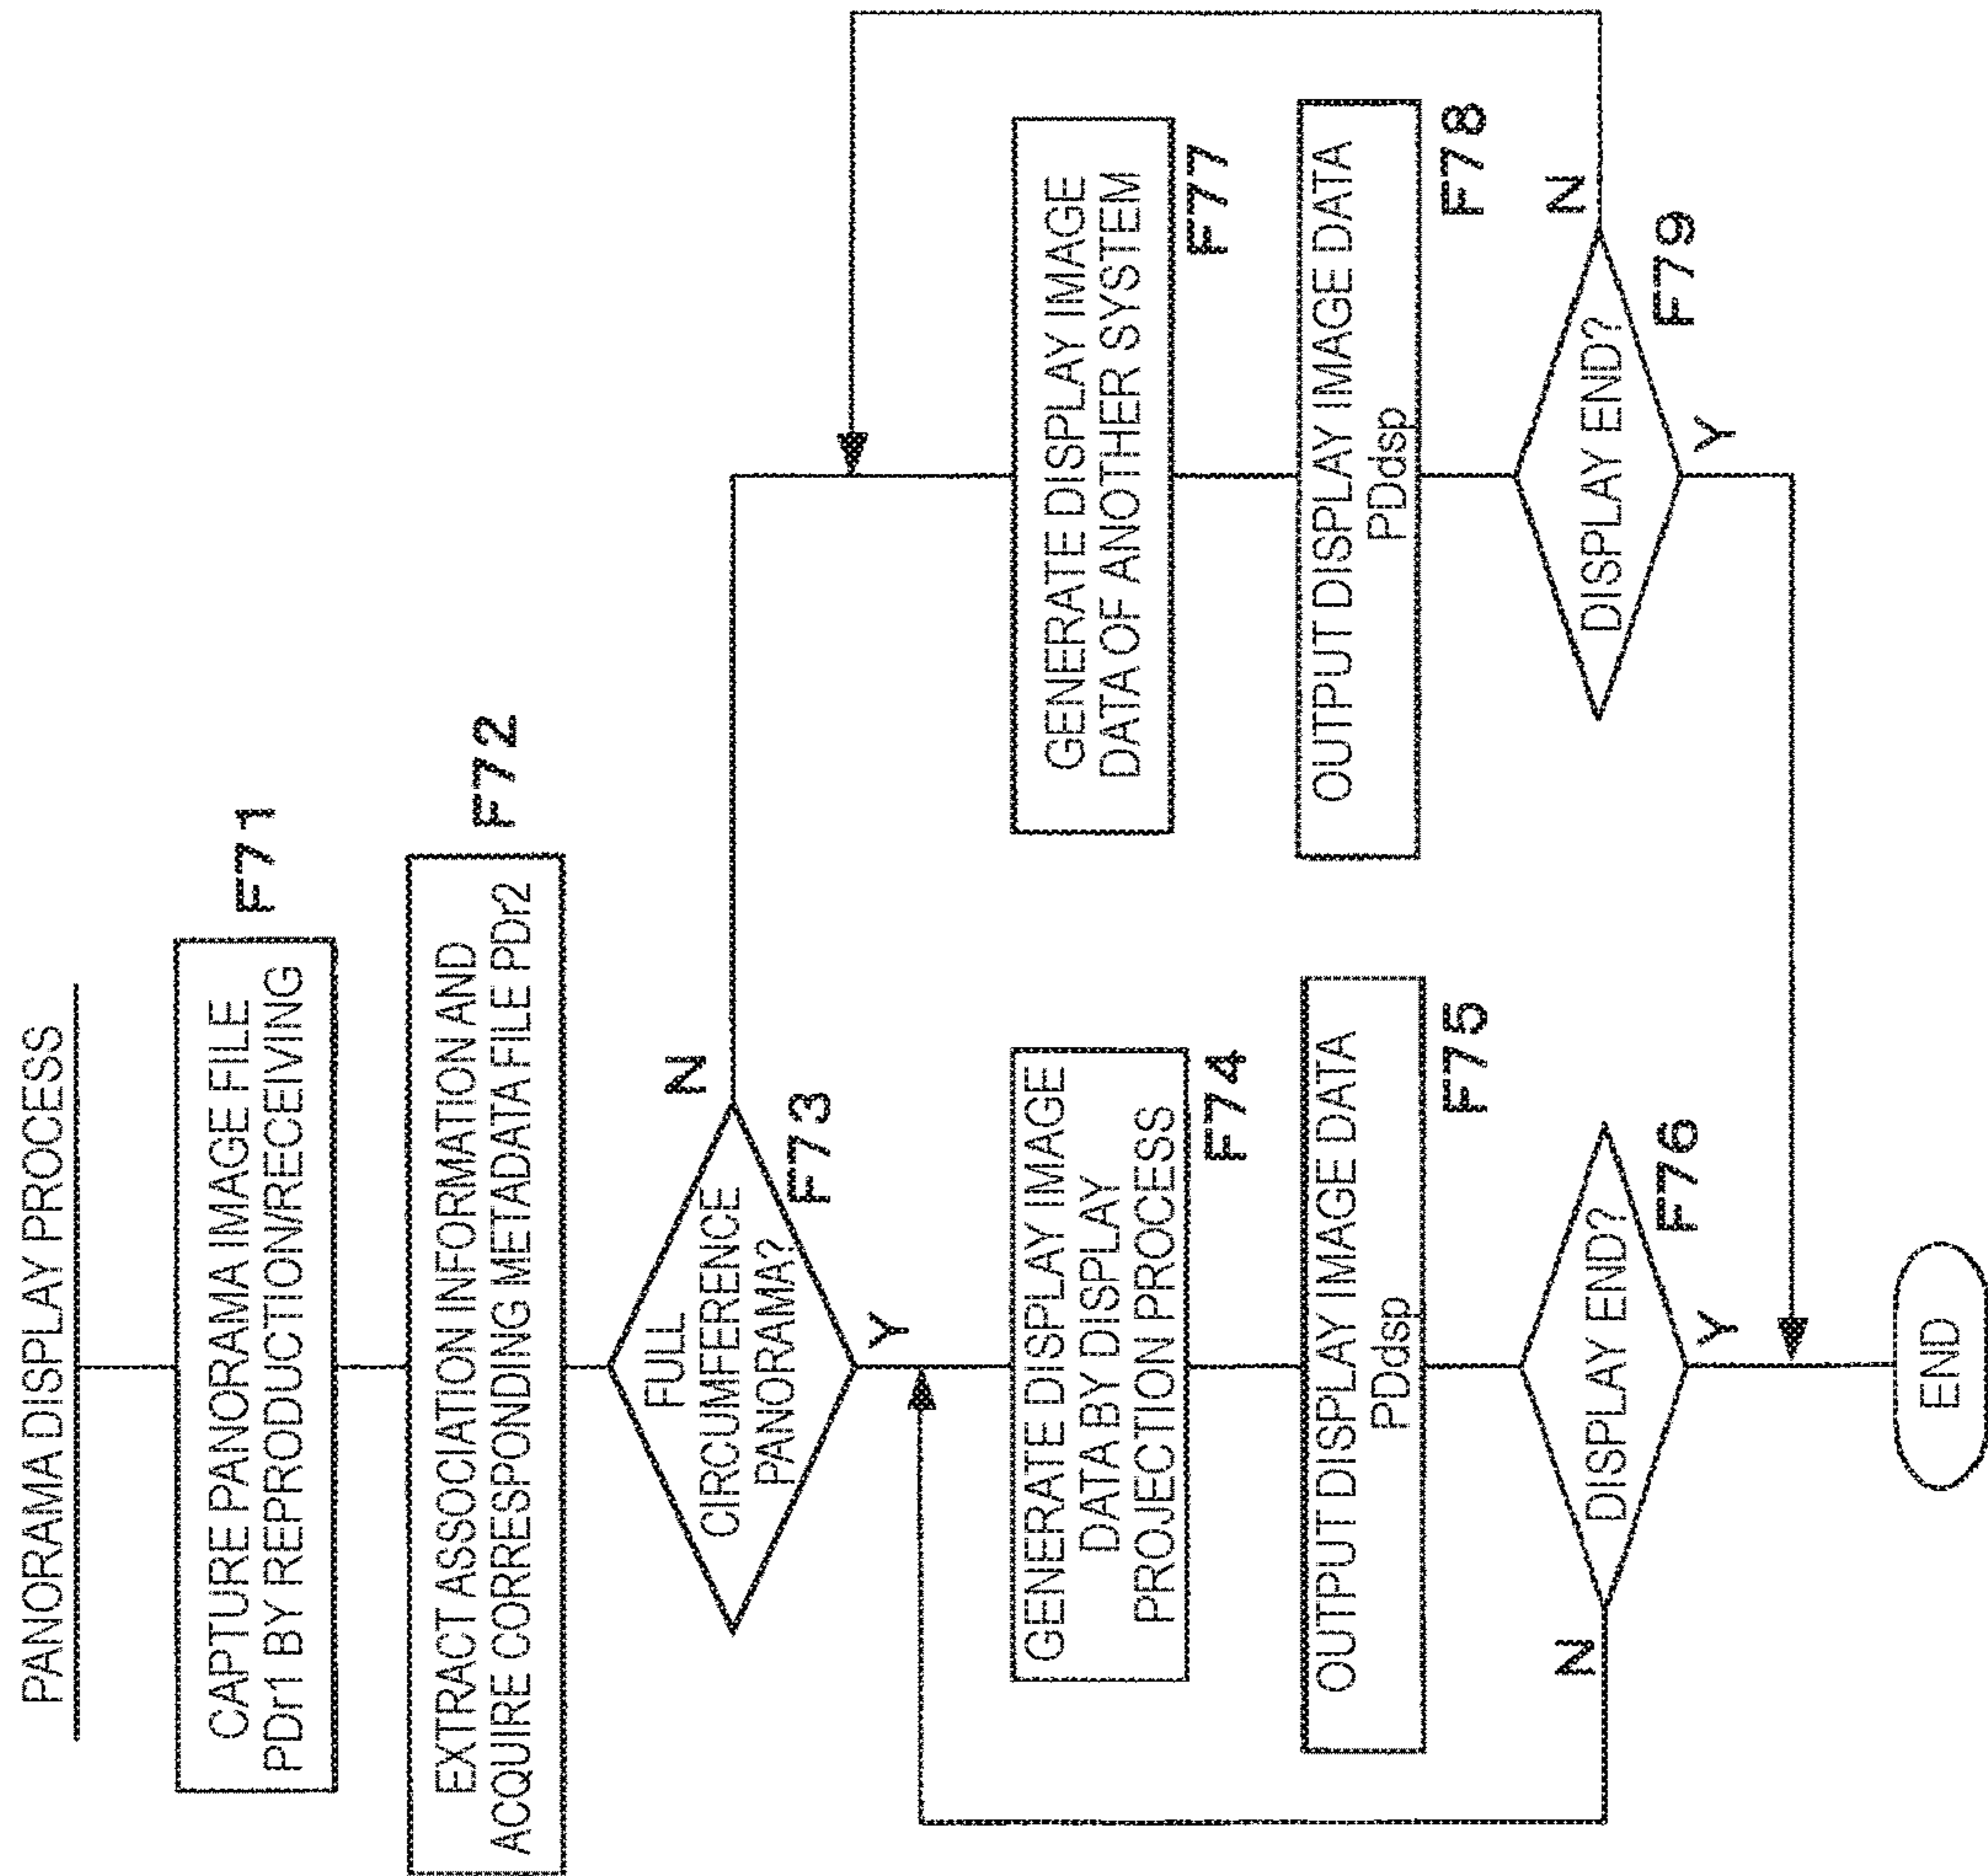 PANORAMA DISPLAY PROCESS
CAPTURE PANORAMA IMAGE FILE
PDr1 BY REPRODUCTION/RECEIVING
F71
EXTRACT ASSOCIATION INFORMATION AND
ACQUIRE CORRESPONDING METADATA FILE PDr2
F72
FULL
CIRCUMFERENCE
PANORAMA?
F73
N
Y
GENERATE DISPLAY IMAGE
DATA BY DISPLAY
PROJECTION PROCESS
F74
OUTPUT DISPLAY IMAGE DATA
PDdsp
F75
DISPLAY END?
F76
N
Y
GENERATE DISPLAY IMAGE
DATA OF ANOTHER SYSTEM
F77
OUTPUT DISPLAY IMAGE DATA
PDdsp
F78
DISPLAY END?
F79
N
Y
END